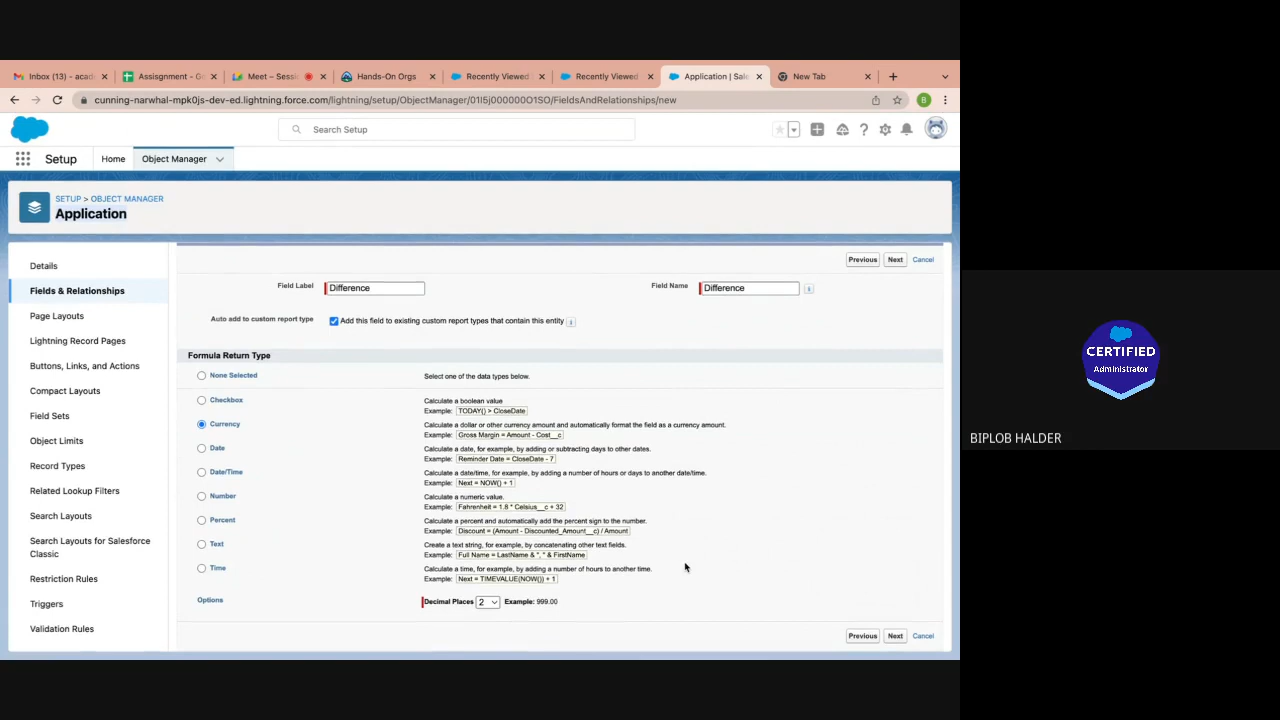 Inbox (13) - acad
Assisgnment - G
Meet – Sessi
Hands-On Orgs
Recently Viewed
Recently Viewed
Application | Sale
New Tab
cunning-narwhal-mpk0js-dev-ed.lightning.force.com/lightning/setup/ObjectManager/01I5j000000O1SO/FieldsAndRelationships/new
B
Search Setup
Setup
Home
Object Manager
SETUP > OBJECT MANAGER
Application
Details
Fields & Relationships
Page Layouts
Lightning Record Pages
Buttons, Links, and Actions
Compact Layouts
Field Sets
Object Limits
Record Types
Related Lookup Filters
Search Layouts
Search Layouts for Salesforce
Classic
Restriction Rules
Triggers
Validation Rules
Previous Next Cancel
Field Label Difference Field Name Difference i
Auto add to custom report type Add this field to existing custom report types that contain this entity i
Formula Return Type
None Selected Select one of the data types below.
Checkbox Calculate a boolean value
Example: TODAY() > CloseDate
Currency Calculate a dollar or other currency amount and automatically format the field as a currency amount.
Example: Gross Margin = Amount - Cost__c
Date Calculate a date, for example, by adding or subtracting days to other dates.
Example: Reminder Date = CloseDate - 7
Date/Time Calculate a date/time, for example, by adding a number of hours or days to another date/time.
Example: Next = NOW() + 1
Number Calculate a numeric value.
Example: Fahrenheit = 1.8 * Celsius__c + 32
Percent Calculate a percent and automatically add the percent sign to the number.
Example: Discount = (Amount - Discounted_Amount__c) / Amount
Text Create a text string, for example, by concatenating other text fields.
Example: Full Name = LastName & ", " & FirstName
Time Calculate a time, for example, by adding a number of hours to another time.
Example: Next = TIMEVALUE(NOW()) + 1
Options Decimal Places 2 Example: 999.00
Previous Next Cancel
CERTIFIED
Administrator
BIPLOB HALDER